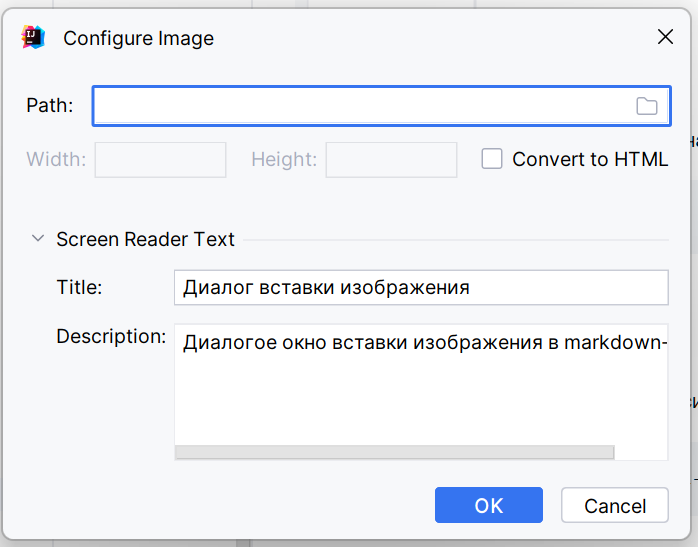 Configure Image
Path:
Width: Height: Convert to HTML
Screen Reader Text
Title: Диалог вставки изображения
Description: Диалогое окно вставки изображения в markdown-
OK Cancel